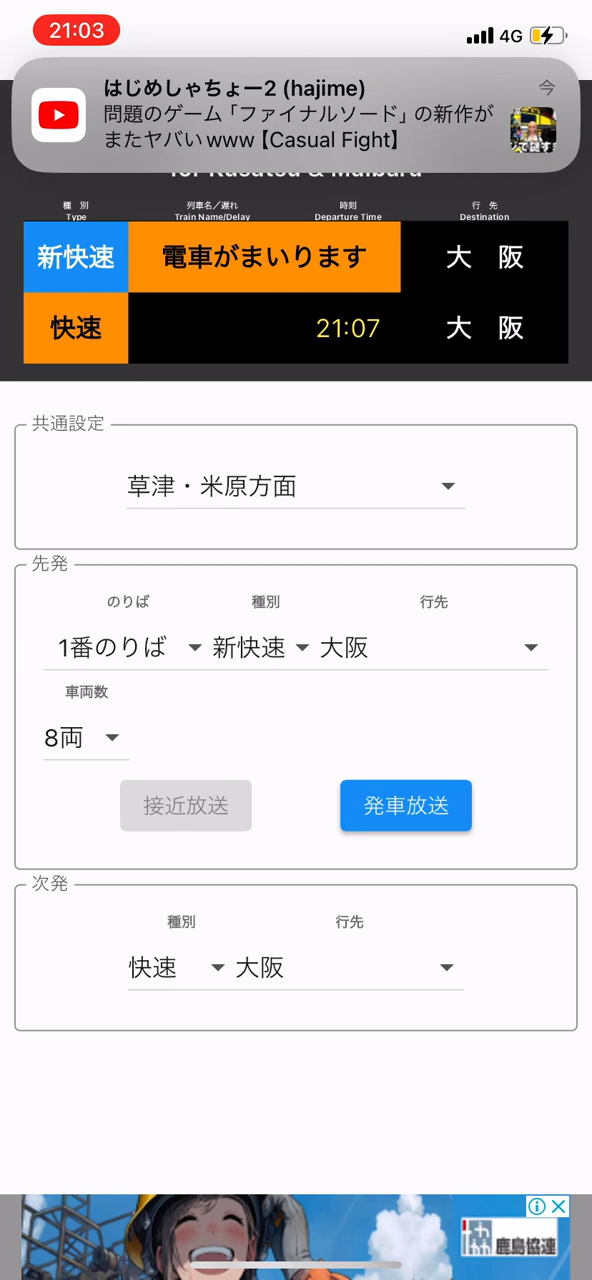 21:03
4G
はじめしゃちょー2 (hajime)
今
問題のゲーム「ファイナルソード」の新作が
またヤバいwww【Casual Fight】
for Kusatsu & Maibara
種 別
列車名／遅れ
時刻
行 先
Type
Train Name/Delay
Departure Time
Destination
新快速
電車がまいります
大 阪
快速
21:07
大 阪
共通設定
草津・米原方面
先発
のりば
種別
行先
1番のりば
新快速
大阪
車両数
8両
接近放送
発車放送
次発
種別
行先
快速
大阪
鹿島協連